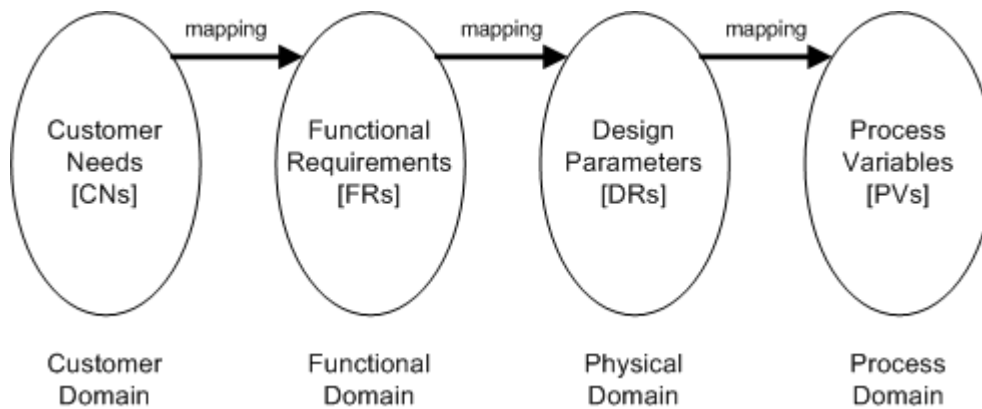 mapping
mapping
mapping
Customer
Needs
[CNs]
Functional
Requirements
[FRs]
Design
Parameters
[DRs]
Process
Variables
[PVs]
Customer
Domain
Functional
Domain
Physical
Domain
Process
Domain